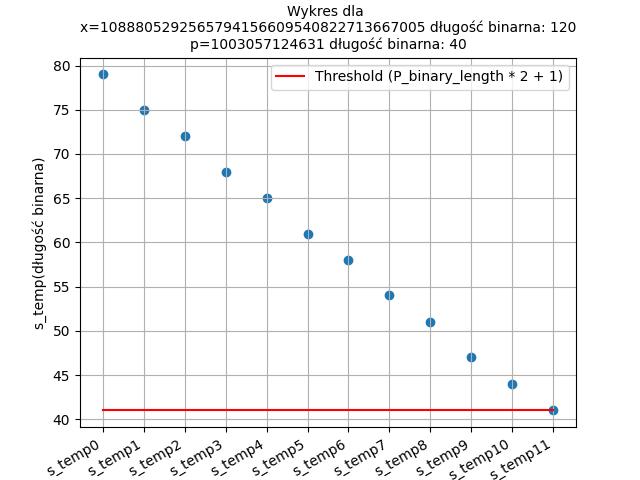 Wykres dla
x=1088805292565794156609540822713667005 długość binarna: 120
p=1003057124631 długość binarna: 40
Threshold (P_binary_length * 2 + 1)
s_temp(długość binarna)
80
75
70
65
60
55
50
45
40
s_temp0
s_temp1
s_temp2
s_temp3
s_temp4
s_temp5
s_temp6
s_temp7
s_temp8
s_temp9
s_temp10
s_temp11